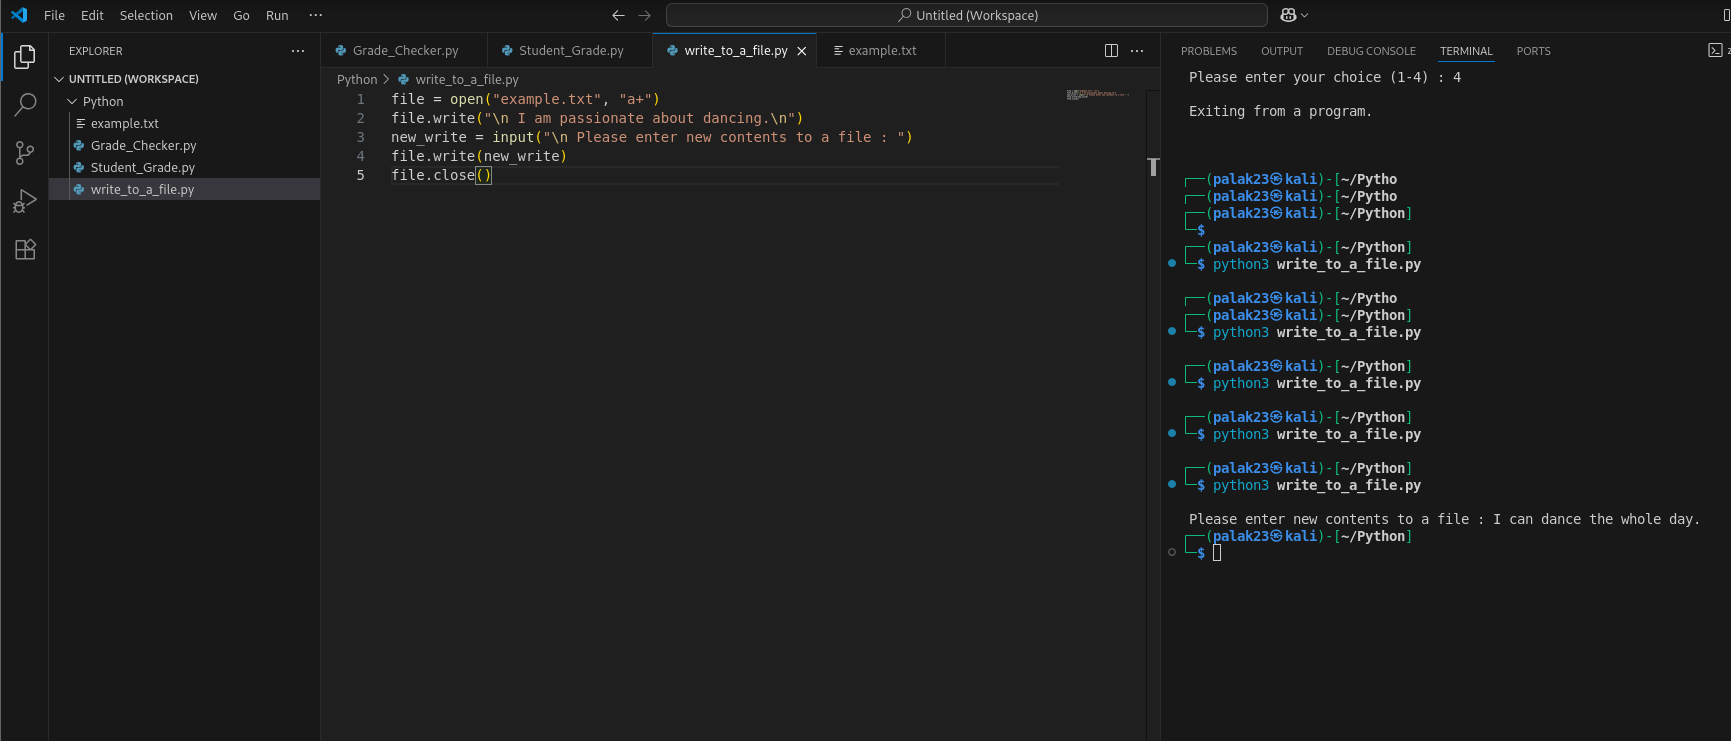 File Edit Selection View Go Run ··· ← → Untitled (Workspace)
EXPLORER ···
UNTITLED (WORKSPACE)
Python
example.txt
Grade_Checker.py
Student_Grade.py
write_to_a_file.py
Grade_Checker.py Student_Grade.py write_to_a_file.py × example.txt ···
Python > write_to_a_file.py
1 file = open("example.txt", "a+")
2 file.write("\n I am passionate about dancing.\n")
3 new_write = input("\n Please enter new contents to a file : ")
4 file.write(new_write)
5 file.close()
PROBLEMS OUTPUT DEBUG CONSOLE TERMINAL PORTS
Please enter your choice (1-4) : 4
Exiting from a program.
┌──(palak23㉿kali)-[~/Pytho
┌──(palak23㉿kali)-[~/Pytho
┌──(palak23㉿kali)-[~/Python]
└─$
┌──(palak23㉿kali)-[~/Python]
└─$ python3 write_to_a_file.py
┌──(palak23㉿kali)-[~/Pytho
┌──(palak23㉿kali)-[~/Python]
└─$ python3 write_to_a_file.py
┌──(palak23㉿kali)-[~/Python]
└─$ python3 write_to_a_file.py
┌──(palak23㉿kali)-[~/Python]
└─$ python3 write_to_a_file.py
┌──(palak23㉿kali)-[~/Python]
└─$ python3 write_to_a_file.py
Please enter new contents to a file : I can dance the whole day.
┌──(palak23㉿kali)-[~/Python]
└─$